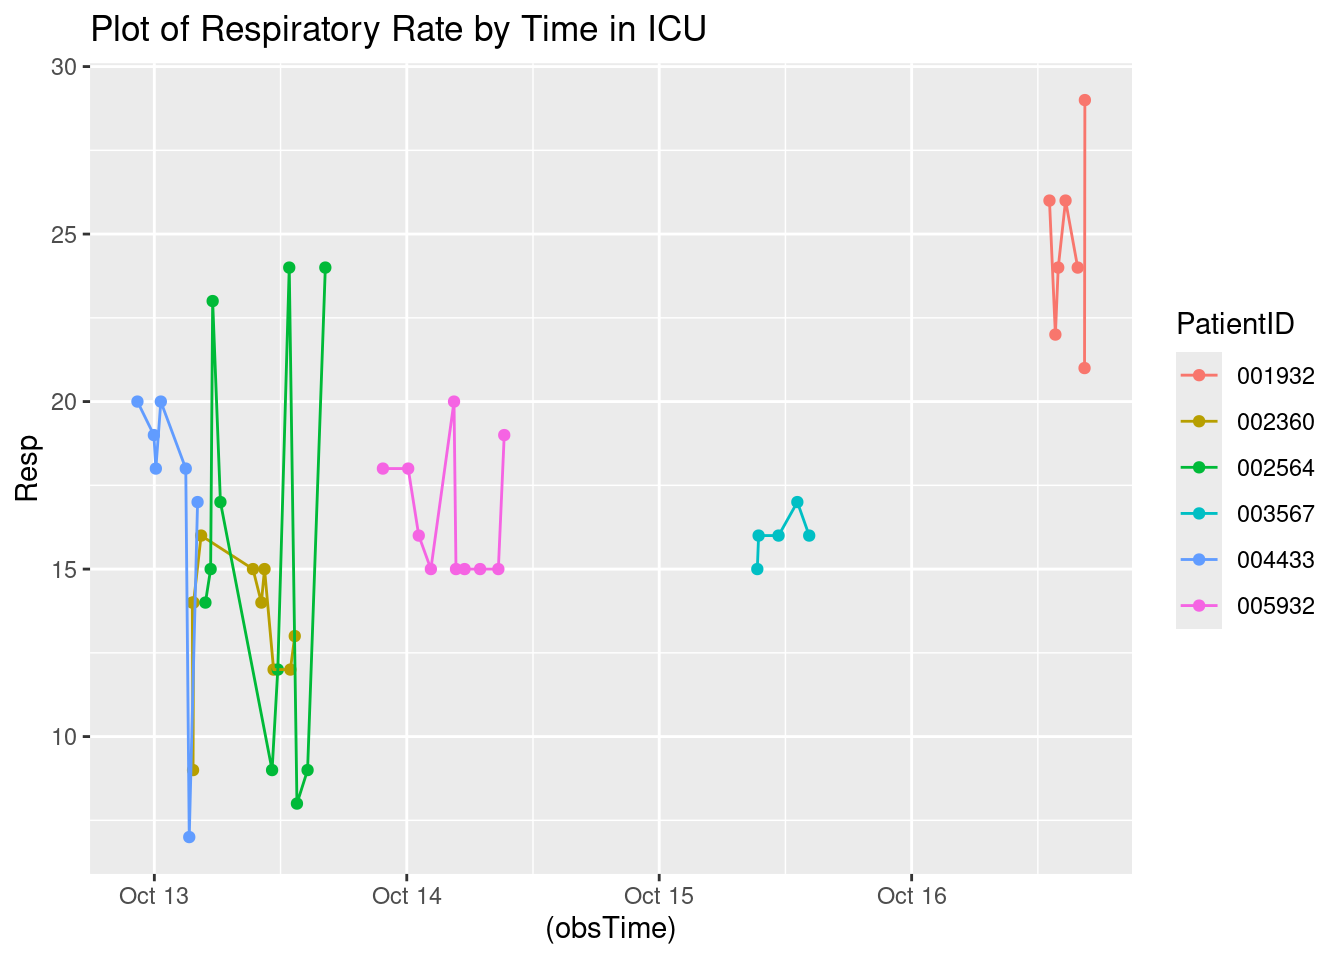 Plot of Respiratory Rate by Time in ICU
30
25
20
15
10
Resp
Oct 13
Oct 14
Oct 15
Oct 16
(obsTime)
PatientID
001932
002360
002564
003567
004433
005932